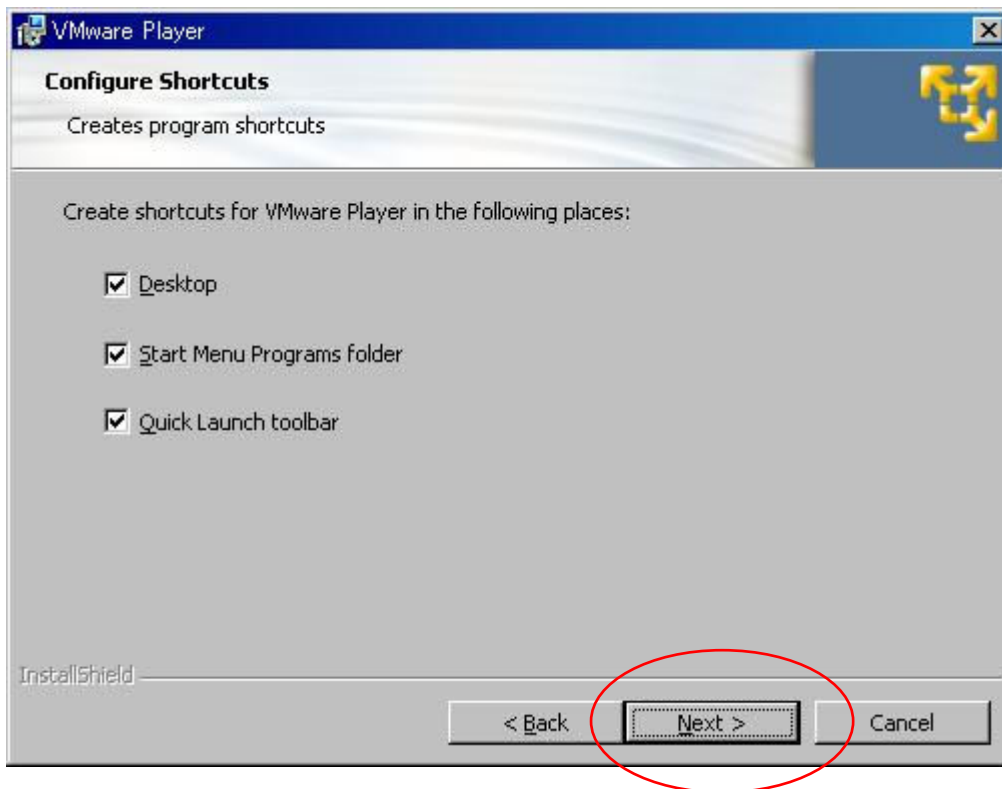 VMware Player
Configure Shortcuts
Creates program shortcuts
Create shortcuts for VMware Player in the following places:
Desktop
Start Menu Programs folder
Quick Launch toolbar
InstallShield
< Back
Next >
Cancel